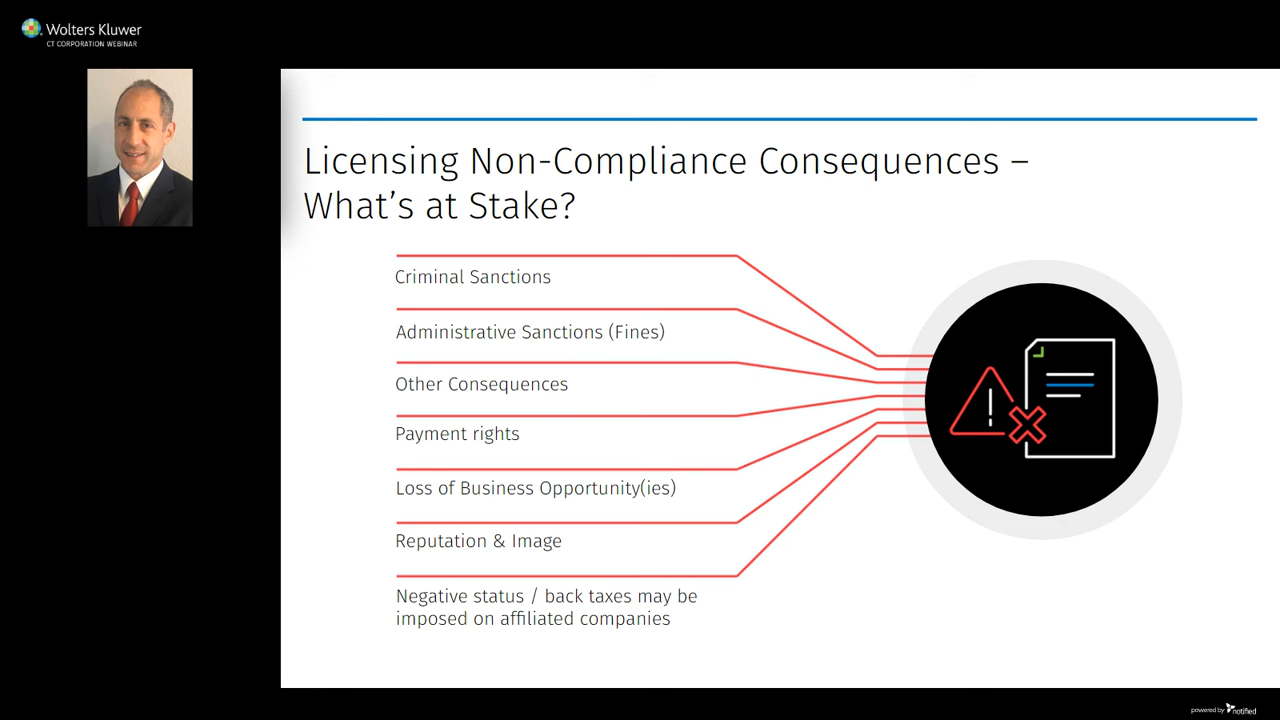 Wolters Kluwer
CT CORPORATION WEBINAR
Licensing Non-Compliance Consequences –
What’s at Stake?
Criminal Sanctions
Administrative Sanctions (Fines)
Other Consequences
Payment rights
Loss of Business Opportunity(ies)
Reputation & Image
Negative status / back taxes may be
imposed on affiliated companies
powered by notified